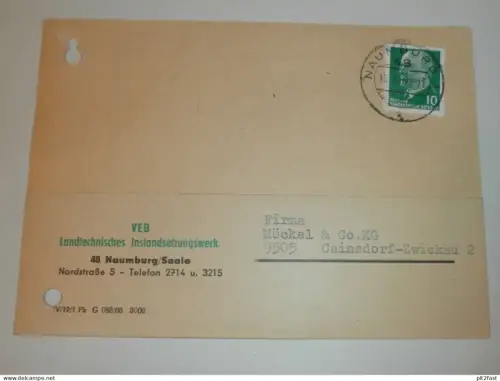 NAUMBURG
10
VEB
Landtechnisches Instandsetzungswerk
48 Naumburg/Saale
Nordstraße 5 - Telefon 2714 u. 3215
Firma
Mückel & Co.KG
9505 Cainsdorf-Zwickau 2